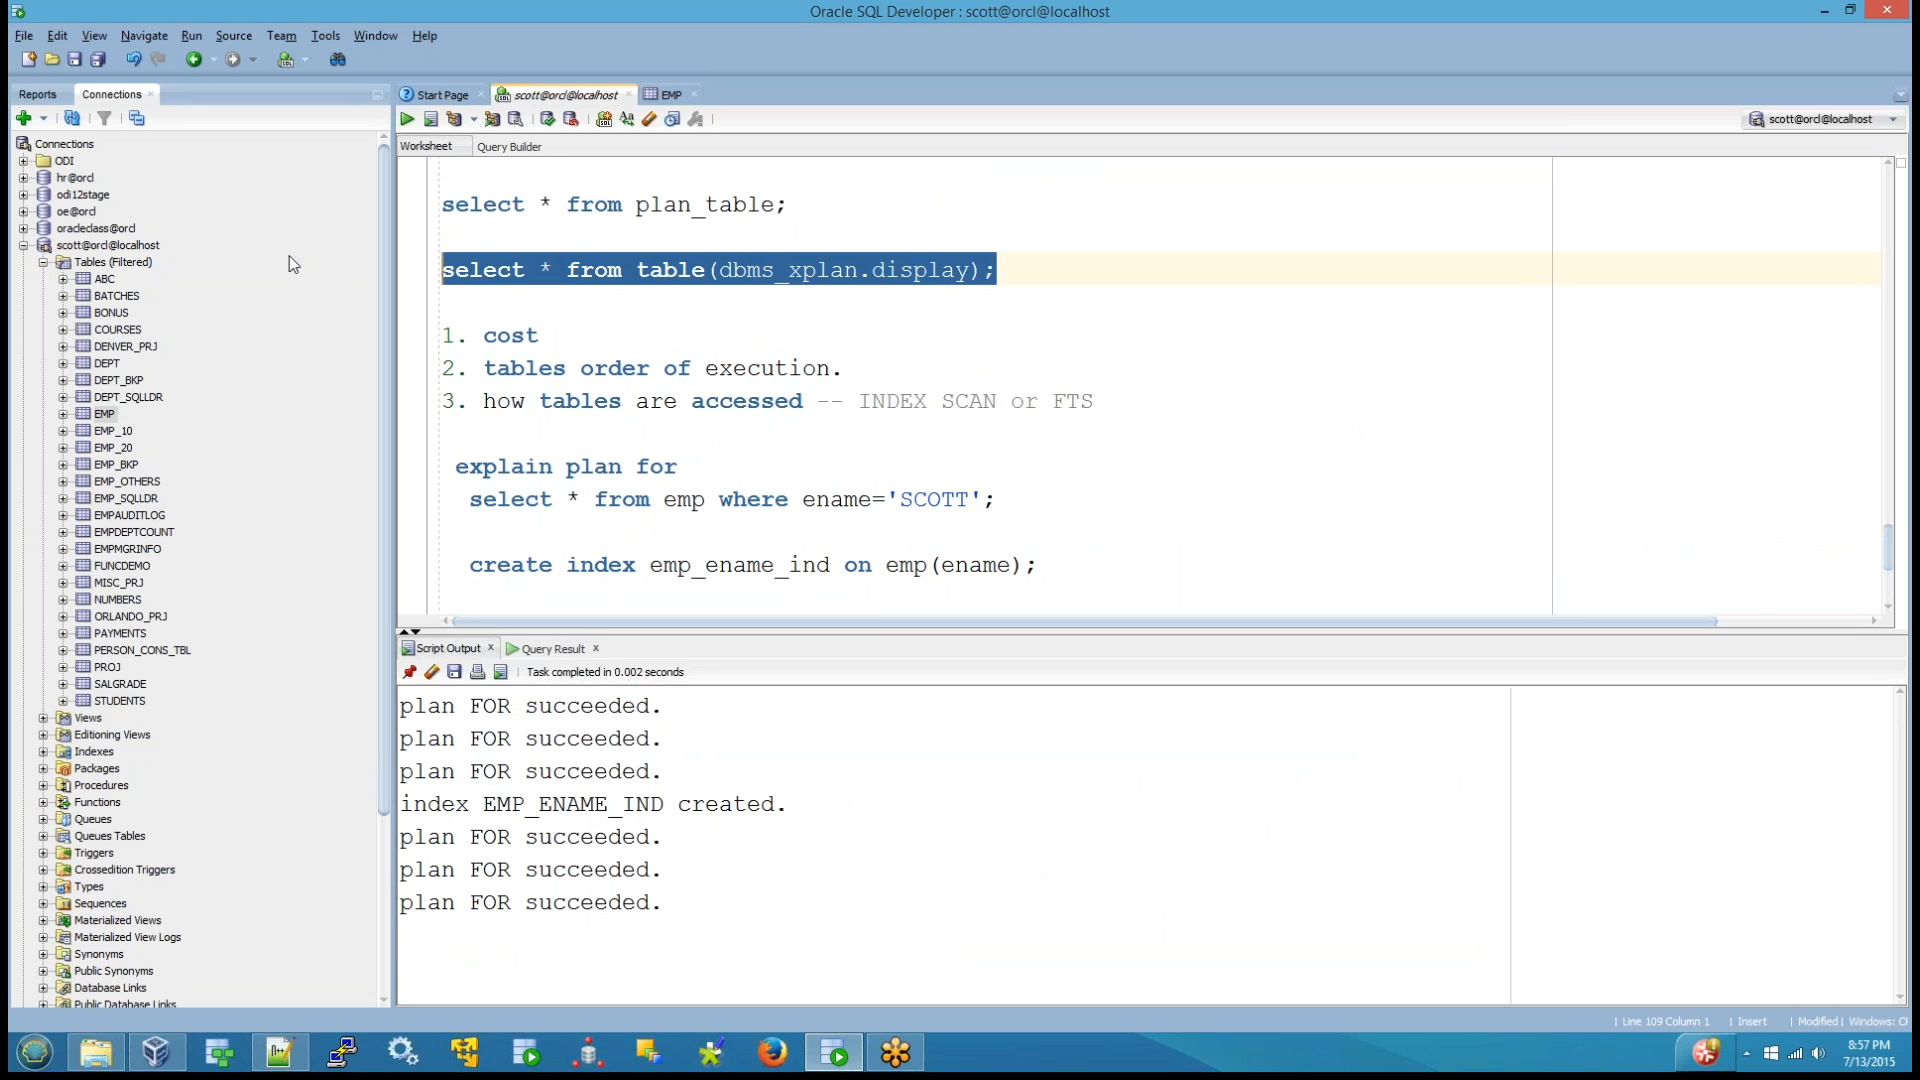 Oracle SQL Developer : scott@orcl@localhost
File Edit View Navigate Run Source Team Tools Window Help
Reports Connections
Start Page scott@orcl@localhost EMP
scott@orcl@localhost
Worksheet Query Builder
Connections
ODI
hr@orcl
odi12stage
oe@orcl
oracleclass@orcl
scott@orcl@localhost
Tables (Filtered)
ABC
BATCHES
BONUS
COURSES
DENVER_PRJ
DEPT
DEPT_BKP
DEPT_SQLLDR
EMP
EMP_10
EMP_20
EMP_BKP
EMP_OTHERS
EMP_SQLLDR
EMPAUDITLOG
EMPDEPTCOUNT
EMPMGRINFO
FUNCDEMO
MISC_PRJ
NUMBERS
ORLANDO_PRJ
PAYMENTS
PERSON_CONS_TBL
PROJ
SALGRADE
STUDENTS
Views
Editioning Views
Indexes
Packages
Procedures
Functions
Queues
Queues Tables
Triggers
Crossedition Triggers
Types
Sequences
Materialized Views
Materialized View Logs
Synonyms
Public Synonyms
Database Links
Public Database Links
select * from plan_table;
select * from table(dbms_xplan.display);
1. cost
2. tables order of execution.
3. how tables are accessed -- INDEX SCAN or FTS
explain plan for
select * from emp where ename='SCOTT';
create index emp_ename_ind on emp(ename);
Script Output Query Result
Task completed in 0.002 seconds
plan FOR succeeded.
plan FOR succeeded.
plan FOR succeeded.
index EMP_ENAME_IND created.
plan FOR succeeded.
plan FOR succeeded.
plan FOR succeeded.
Line 109 Column 1 Insert Modified Windows: C
8:57 PM
7/13/2015